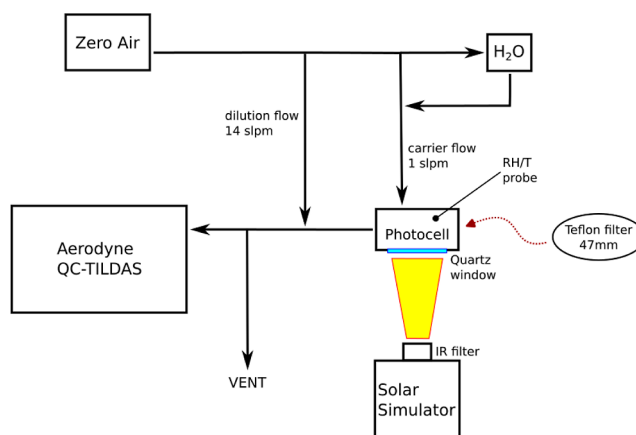 Zero Air
H₂O
dilution flow
14 slpm
carrier flow
1 slpm
RH/T
probe
Photocell
Teflon filter
47mm
Aerodyne
QC-TILDAS
Quartz
window
IR filter
VENT
Solar
Simulator